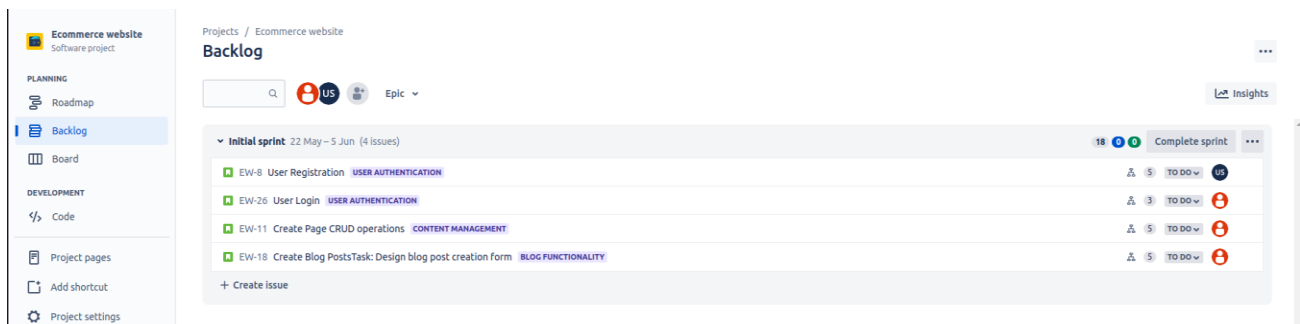 Ecommerce website
Software project
PLANNING
Roadmap
Backlog
Board
DEVELOPMENT
Code
Project pages
Add shortcut
Project settings
Projects / Ecommerce website
Backlog
US
Epic
Insights
Initial sprint 22 May – 5 Jun (4 issues) 18 0 0 Complete sprint
EW-8 User Registration USER AUTHENTICATION 5 TO DO US
EW-26 User Login USER AUTHENTICATION 3 TO DO
EW-11 Create Page CRUD operations CONTENT MANAGEMENT 5 TO DO
EW-18 Create Blog PostsTask: Design blog post creation form BLOG FUNCTIONALITY 5 TO DO
+ Create issue